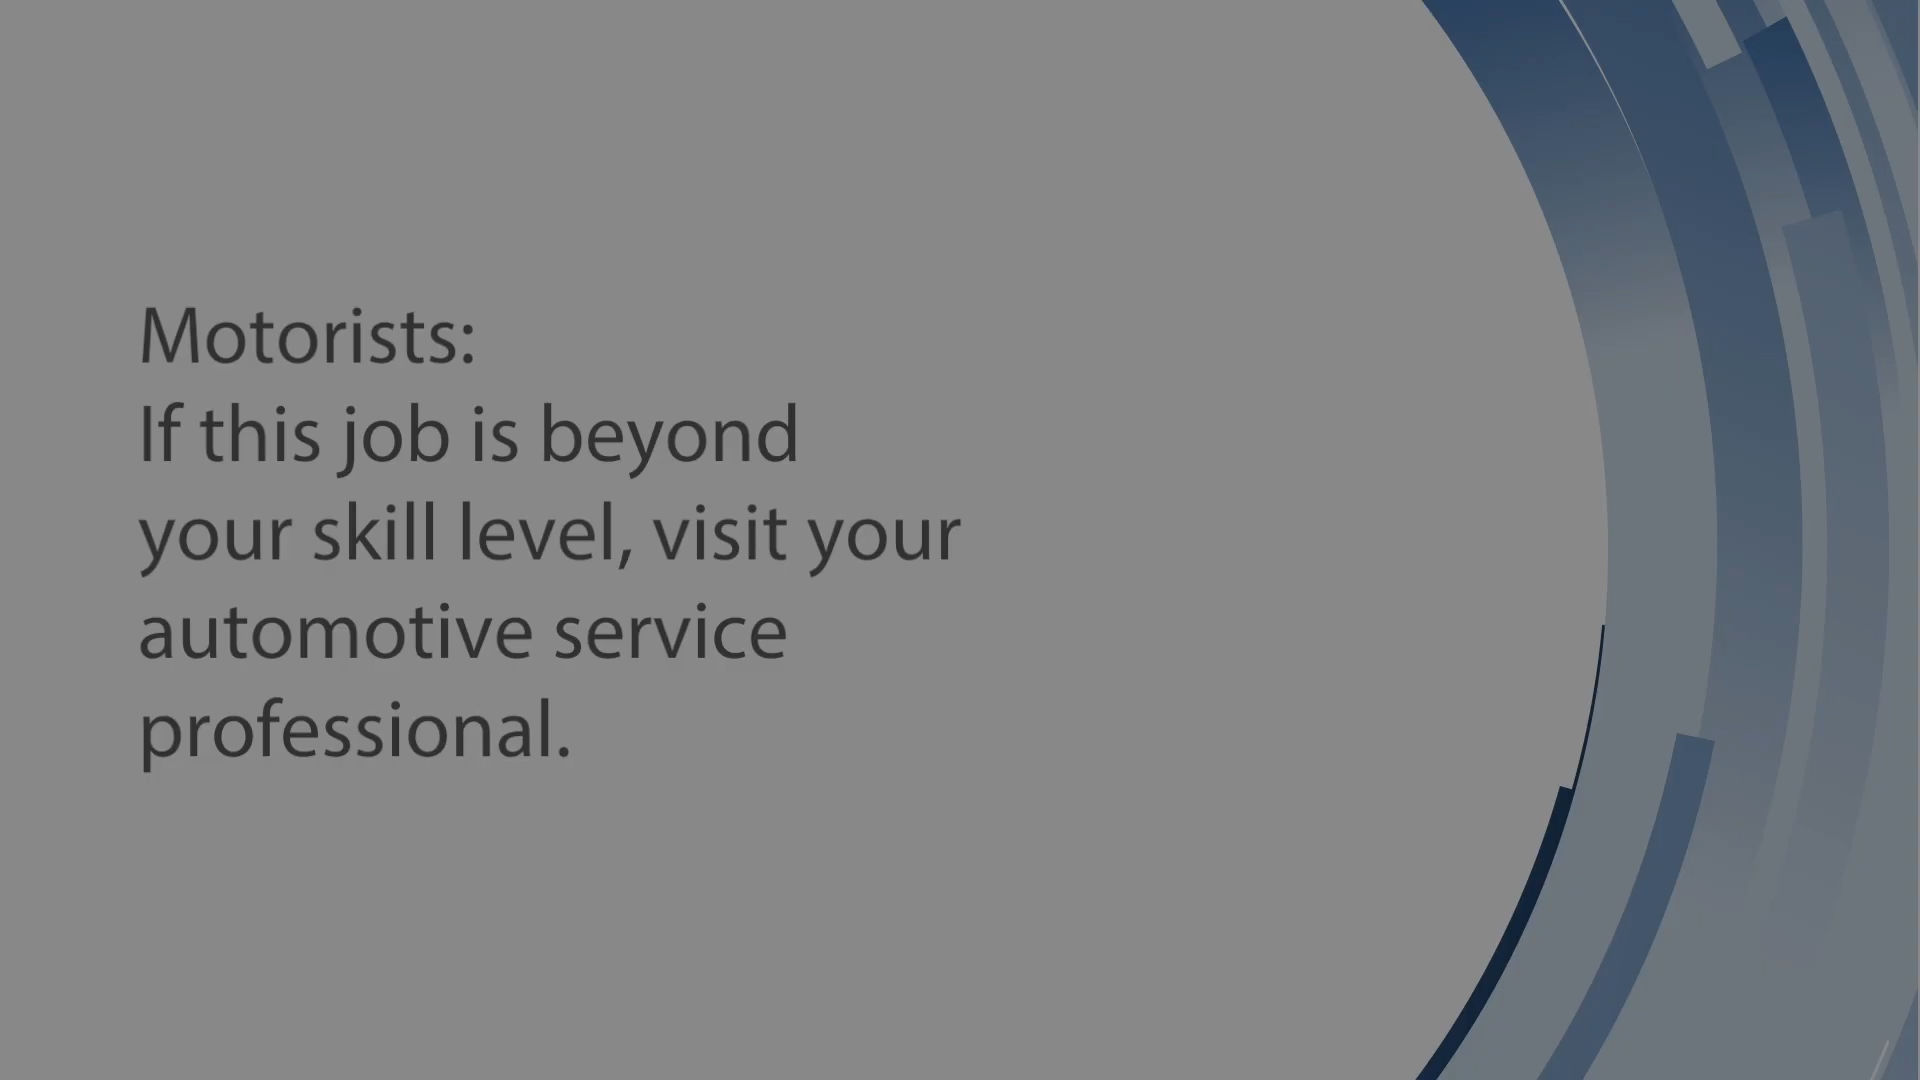 Motorists:
If this job is beyond
your skill level, visit your
automotive service
professional.